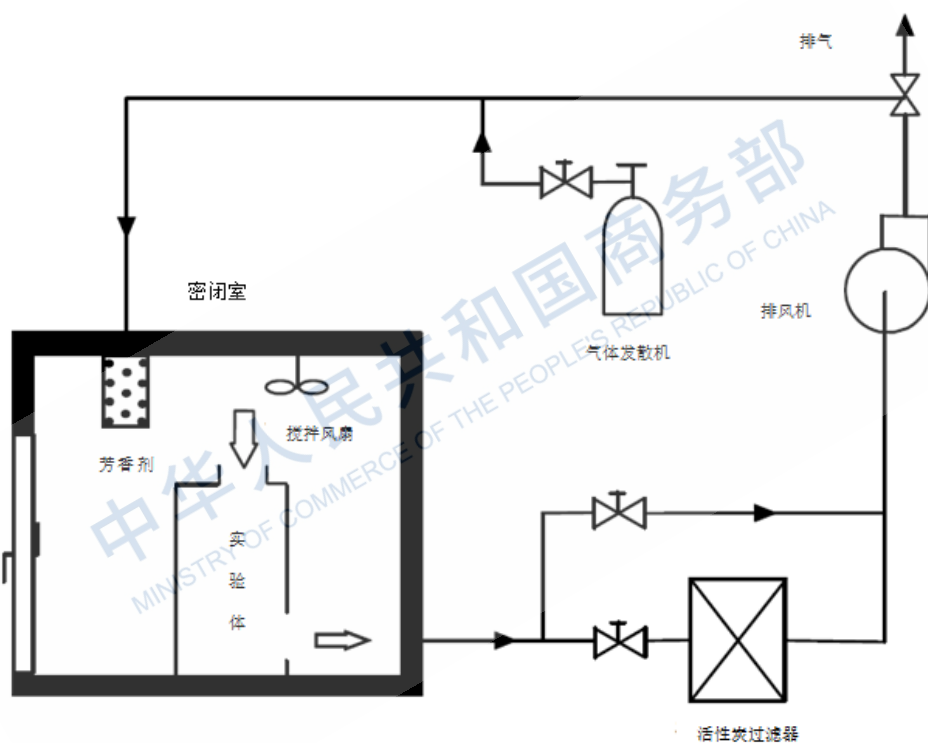 排气
密闭室
排风机
气体发散机
搅拌风扇
芳香剂
实
验
体
活性炭过滤器
中华人民共和国商务部
MINISTRY OF COMMERCE OF THE PEOPLE'S REPUBLIC OF CHINA